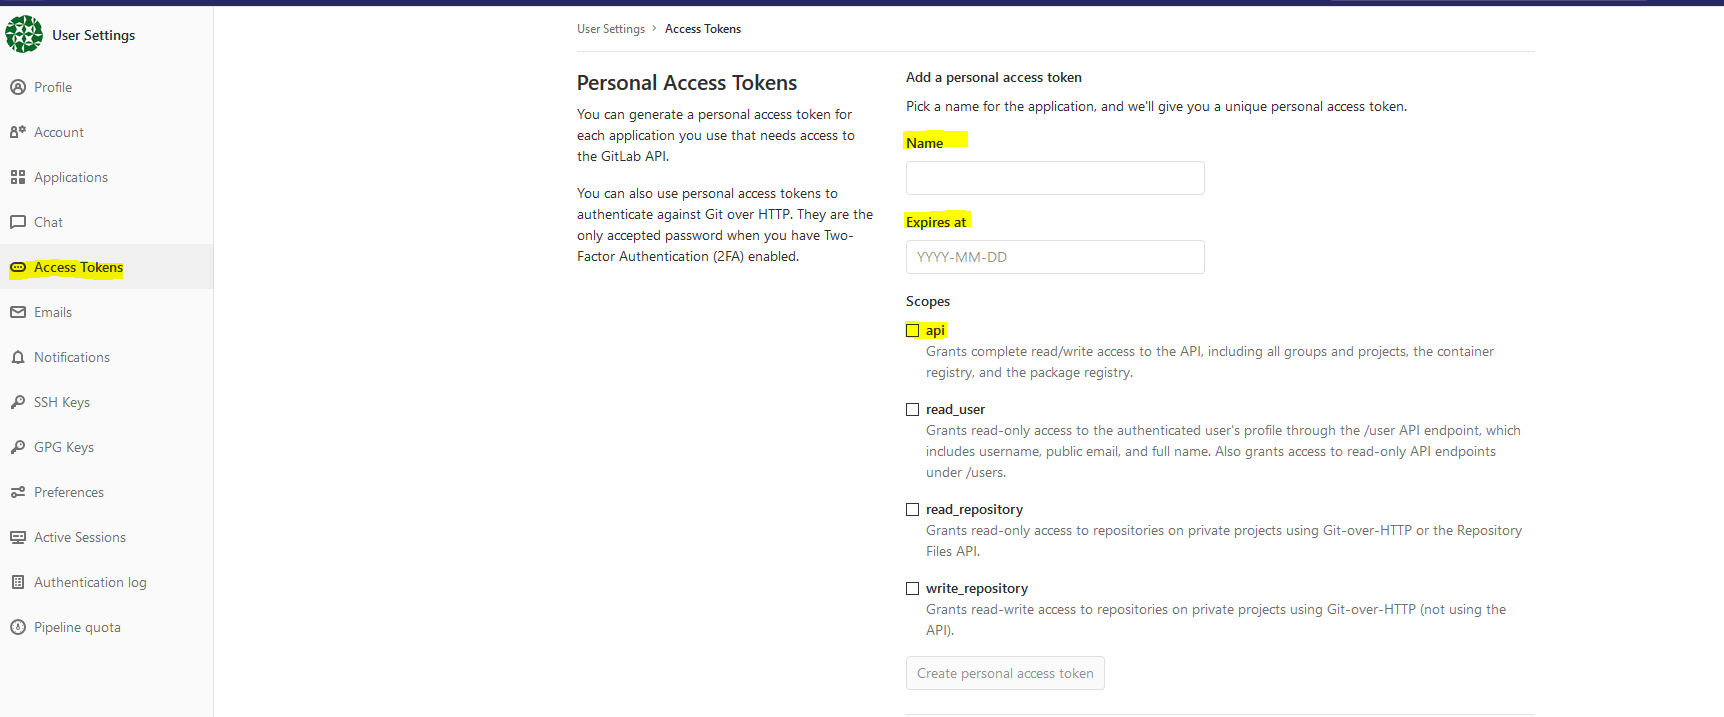 User Settings
Profile
Account
Applications
Chat
Access Tokens
Emails
Notifications
SSH Keys
GPG Keys
Preferences
Active Sessions
Authentication log
Pipeline quota
User Settings › Access Tokens
Personal Access Tokens
You can generate a personal access token for
each application you use that needs access to
the GitLab API.
You can also use personal access tokens to
authenticate against Git over HTTP. They are the
only accepted password when you have Two-
Factor Authentication (2FA) enabled.
Add a personal access token
Pick a name for the application, and we'll give you a unique personal access token.
Name
Expires at
YYYY-MM-DD
Scopes
api
Grants complete read/write access to the API, including all groups and projects, the container
registry, and the package registry.
read_user
Grants read-only access to the authenticated user's profile through the /user API endpoint, which
includes username, public email, and full name. Also grants access to read-only API endpoints
under /users.
read_repository
Grants read-only access to repositories on private projects using Git-over-HTTP or the Repository
Files API.
write_repository
Grants read-write access to repositories on private projects using Git-over-HTTP (not using the
API).
Create personal access token